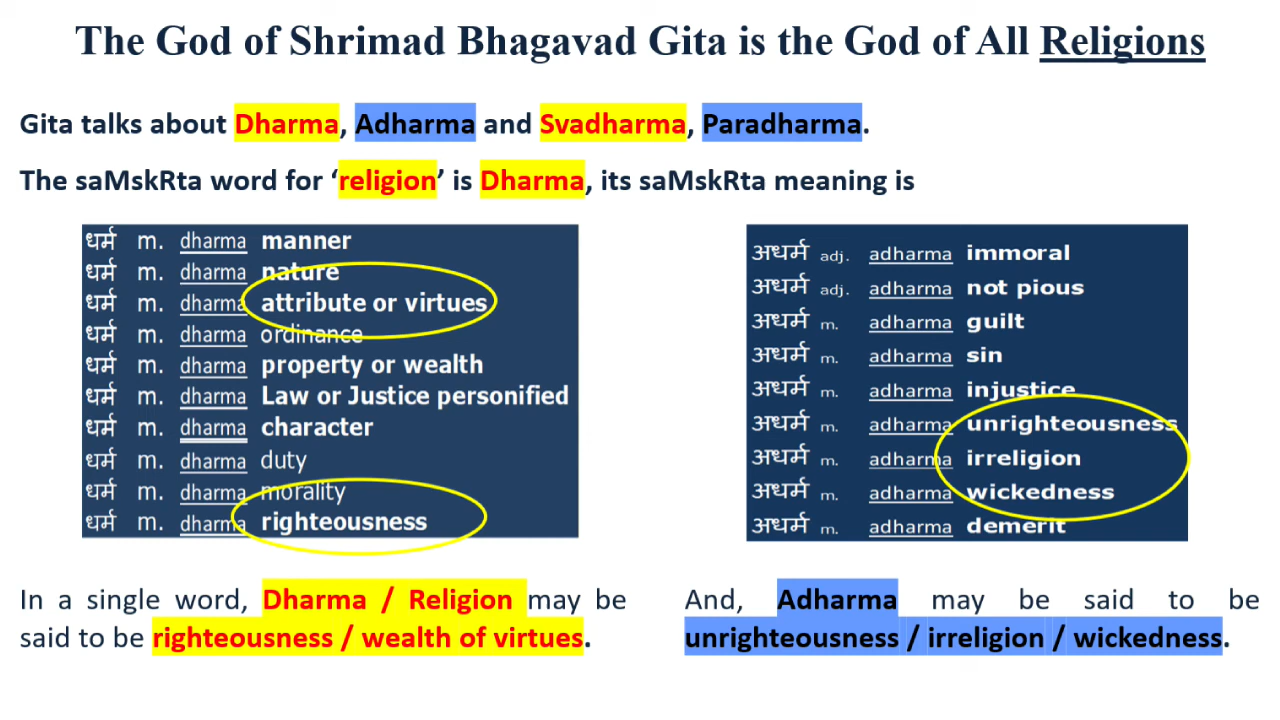 The God of Shrimad Bhagavad Gita is the God of All Religions
Gita talks about Dharma, Adharma and Svadharma, Paradharma.
The saMskRta word for ‘religion’ is Dharma, its saMskRta meaning is
धर्म m. dharma manner
धर्म m. dharma nature
धर्म m. dharma attribute or virtues
धर्म m. dharma ordinance
धर्म m. dharma property or wealth
धर्म m. dharma Law or Justice personified
धर्म m. dharma character
धर्म m. dharma duty
धर्म m. dharma morality
धर्म m. dharma righteousness
अधर्म adj. adharma immoral
अधर्म adj. adharma not pious
अधर्म m. adharma guilt
अधर्म m. adharma sin
अधर्म m. adharma injustice
अधर्म m. adharma unrighteousness
अधर्म m. adharma irreligion
अधर्म m. adharma wickedness
अधर्म m. adharma demerit
In a single word, Dharma / Religion may be
said to be righteousness / wealth of virtues.
And, Adharma may be said to be
unrighteousness / irreligion / wickedness.